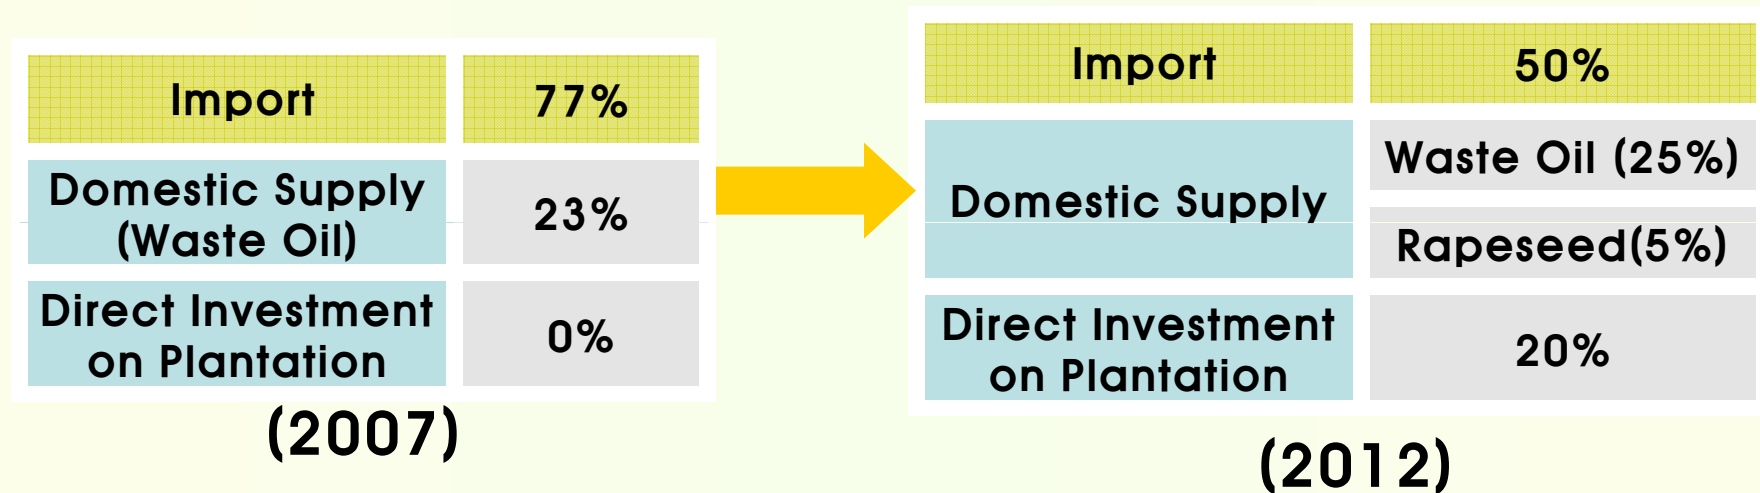 Import 77%
Domestic Supply
(Waste Oil)
23%
Direct Investment
on Plantation
0%
(2007)
Import 50%
Domestic Supply
Waste Oil (25%)
Rapeseed(5%)
Direct Investment
on Plantation
20%
(2012)